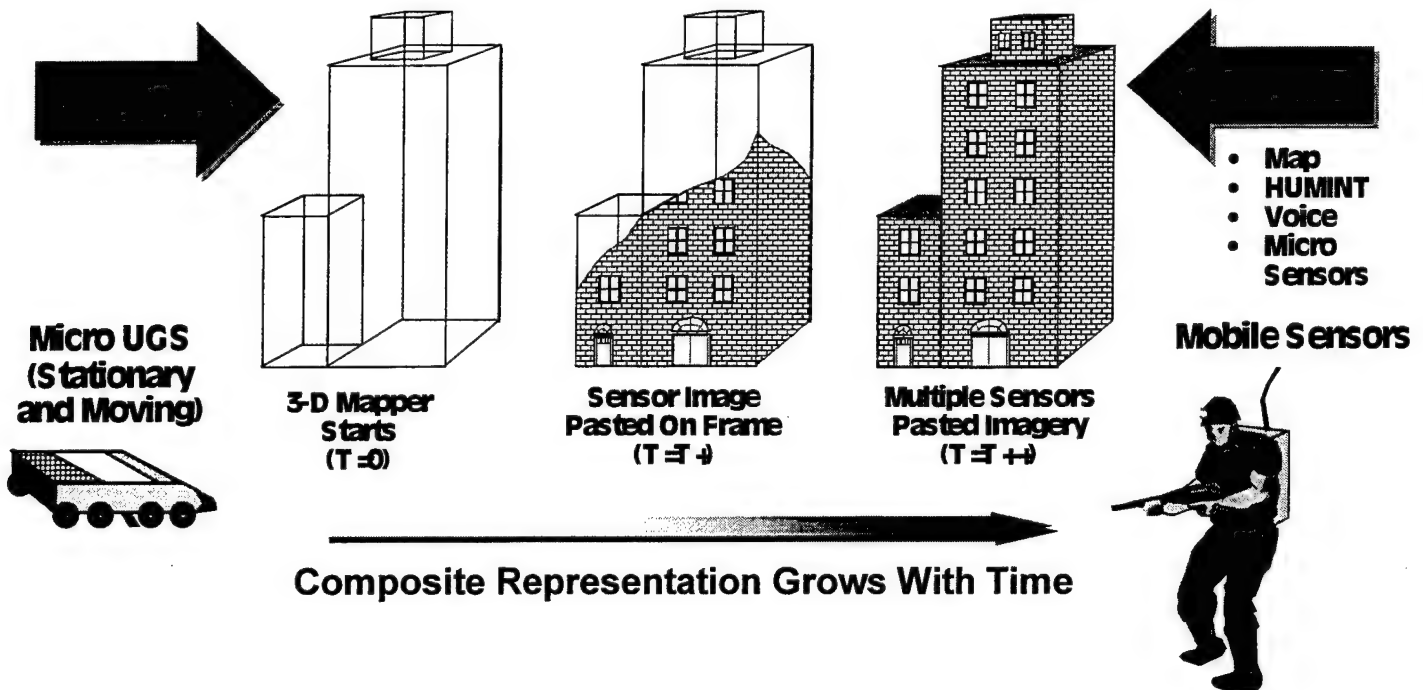 • Map
• HUMINT
• Voice
• Micro
Sensors
Micro UGS
(Stationary
and Moving)
3-D Mapper
Starts
(T=0)
Sensor Image
Pasted On Frame
(T=T+)
Multiple Sensors
Pasted Imagery
(T=T++)
Mobile Sensors
Composite Representation Grows With Time